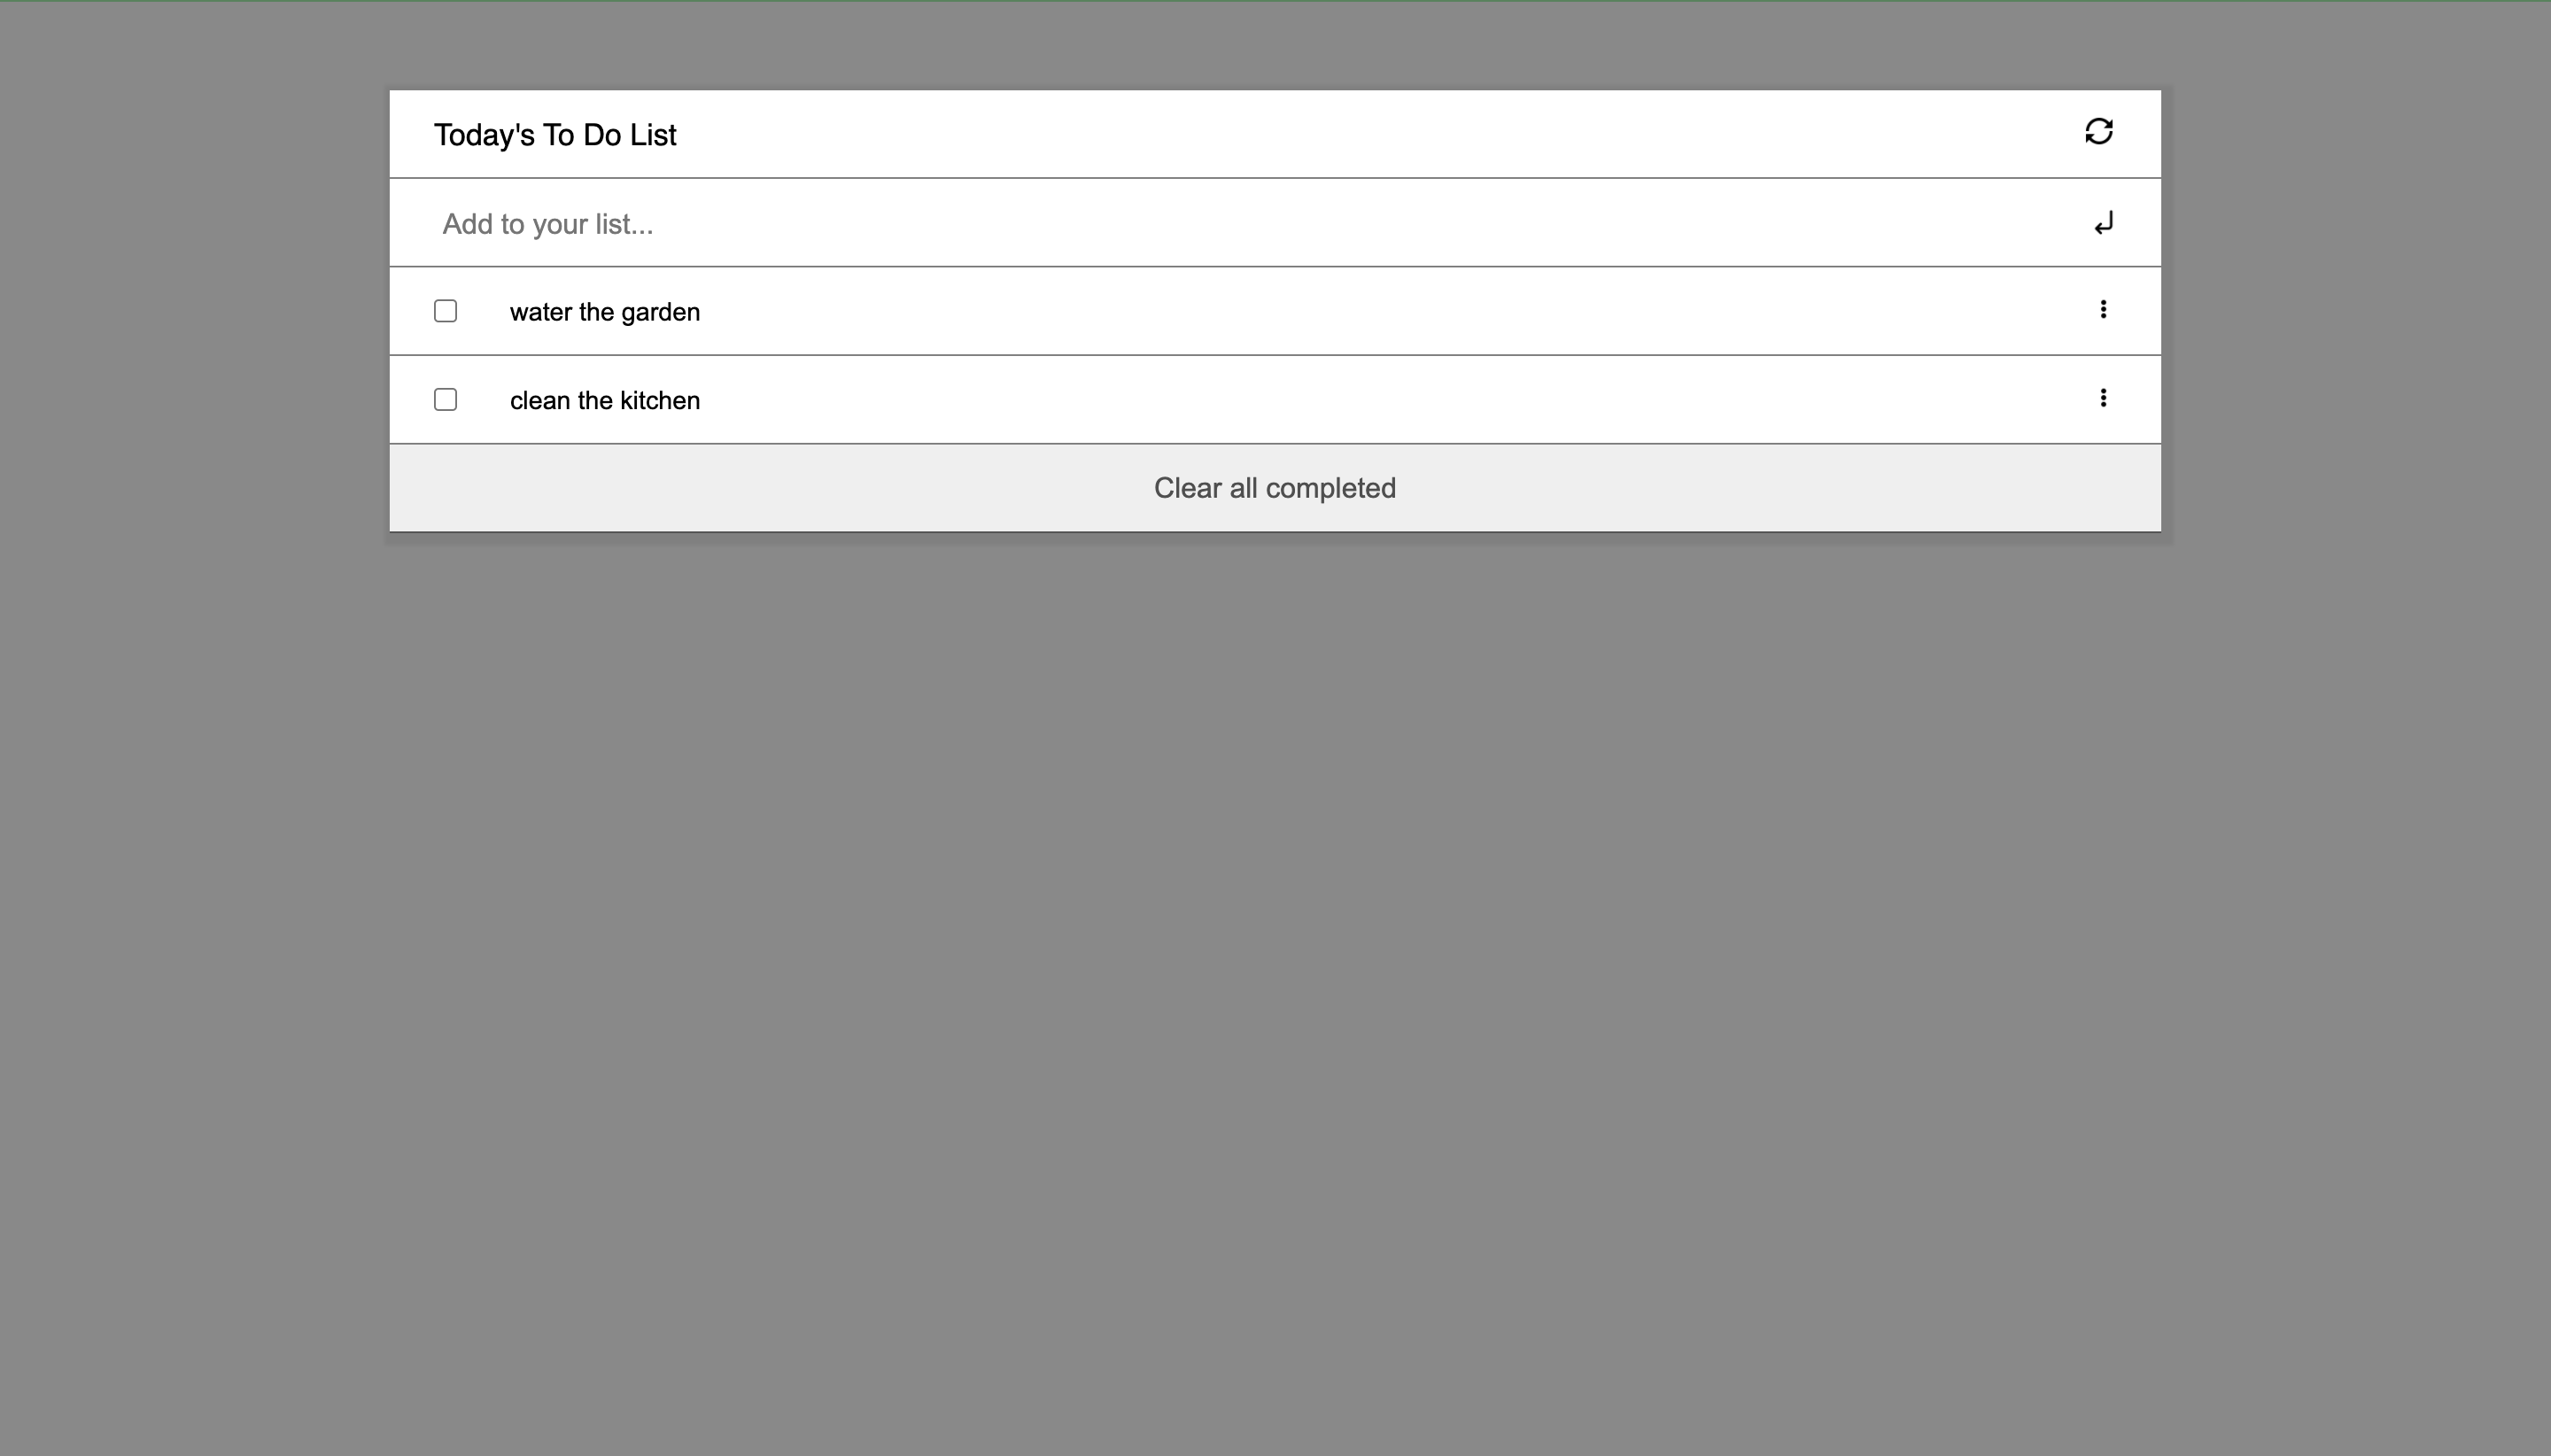 Today's To Do List
Add to your list...
water the garden
clean the kitchen
Clear all completed